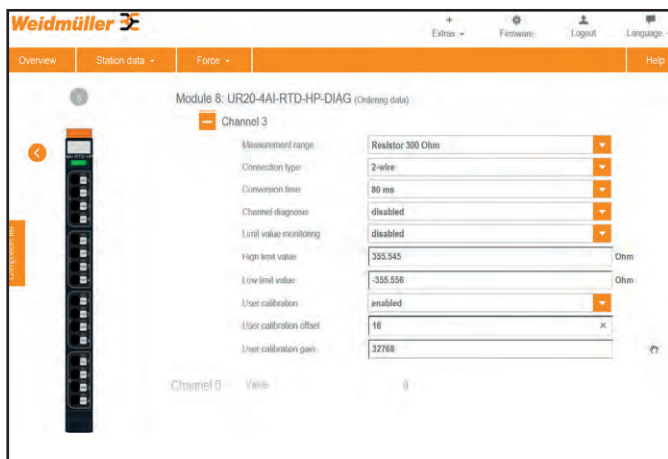 Weidmüller
Extras Firmware Logout Language
Overview Station data Force Help
8
Module 8: UR20-4AI-RTD-HP-DIAG (Ordering data)
Channel 3
Measurement range Resistor 300 Ohm
Connection type 2-wire
Conversion time 80 ms
Channel diagnosis disabled
Limit value monitoring disabled
High limit value 355.545 Ohm
Low limit value -355.556 Ohm
User calibration enabled
User calibration offset 16
User calibration gain 32768
Channel 0 Value 0